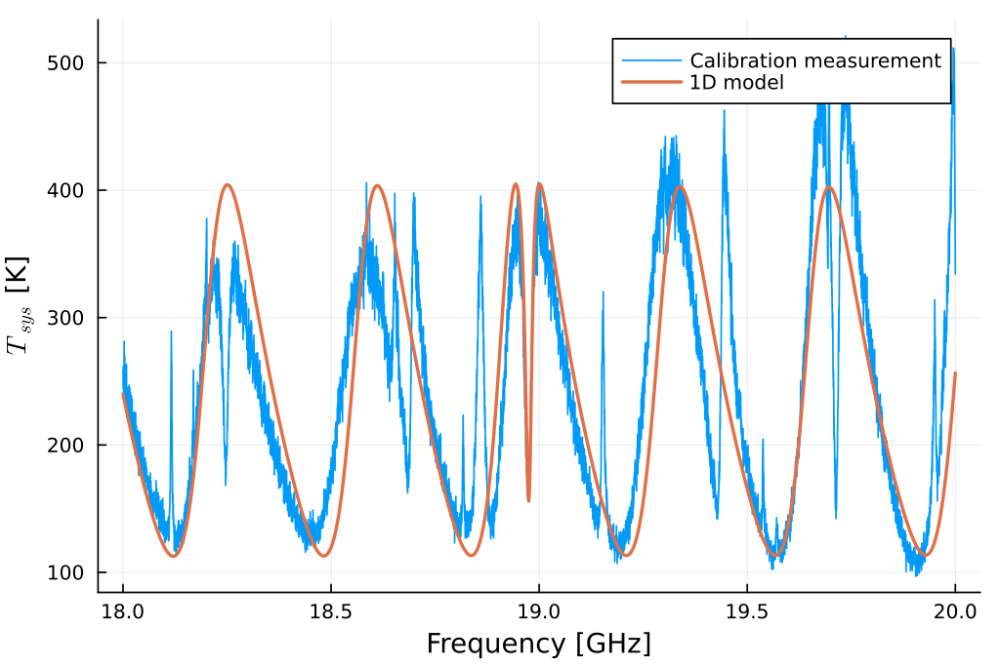 500
400
300
200
100
T sys [K]
Calibration measurement
1D model
18.0 18.5 19.0 19.5 20.0
Frequency [GHz]